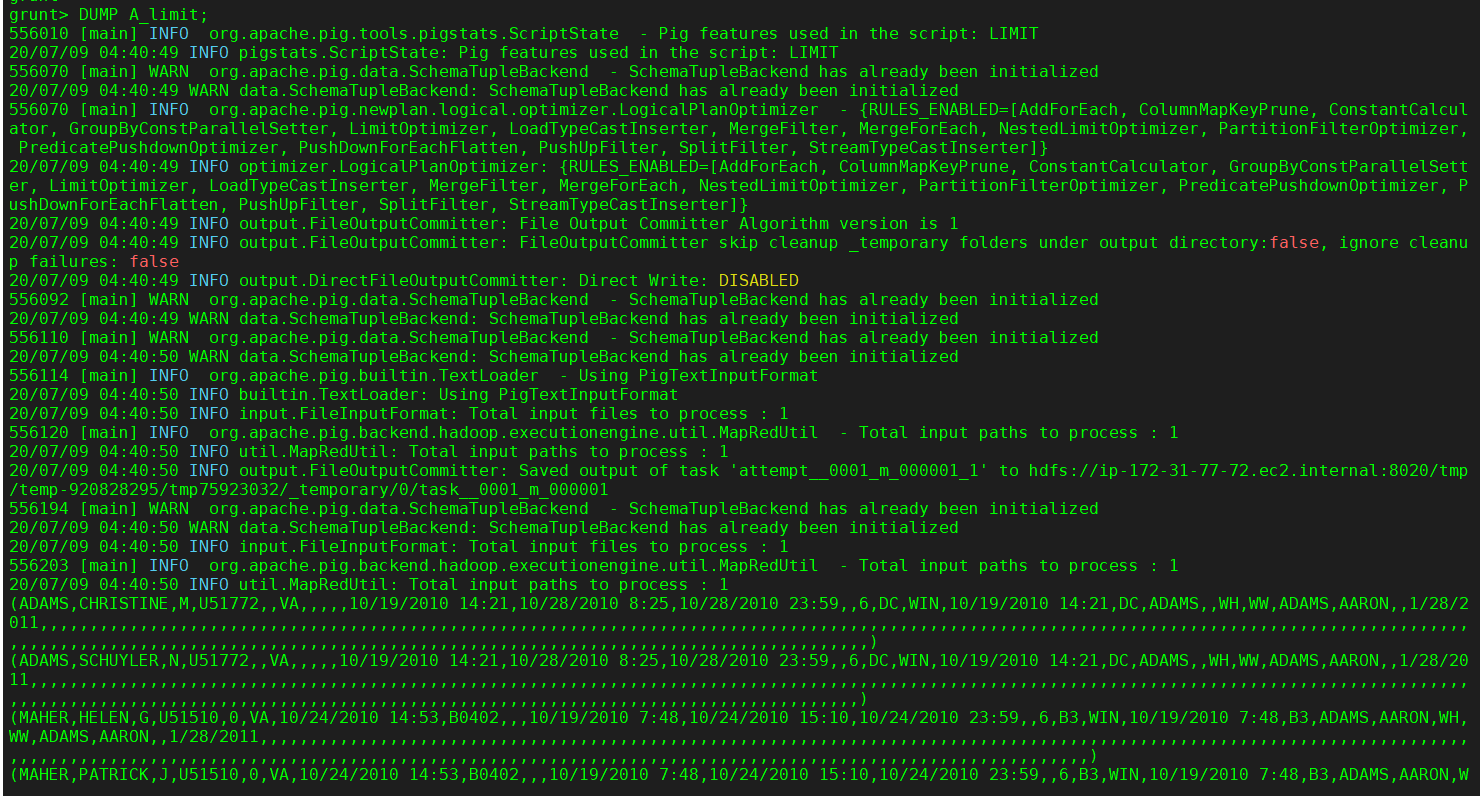 grunt> DUMP A_limit;
556010 [main] INFO  org.apache.pig.tools.pigstats.ScriptState  - Pig features used in the script: LIMIT
20/07/09 04:40:49 INFO pigstats.ScriptState: Pig features used in the script: LIMIT
556070 [main] WARN  org.apache.pig.data.SchemaTupleBackend  - SchemaTupleBackend has already been initialized
20/07/09 04:40:49 WARN data.SchemaTupleBackend: SchemaTupleBackend has already been initialized
556070 [main] INFO  org.apache.pig.newplan.logical.optimizer.LogicalPlanOptimizer  - {RULES_ENABLED=[AddForEach, ColumnMapKeyPrune, ConstantCalcul
ator, GroupByConstParallelSetter, LimitOptimizer, LoadTypeCastInserter, MergeFilter, MergeForEach, NestedLimitOptimizer, PartitionFilterOptimizer,
 PredicatePushdownOptimizer, PushDownForEachFlatten, PushUpFilter, SplitFilter, StreamTypeCastInserter]}
20/07/09 04:40:49 INFO optimizer.LogicalPlanOptimizer: {RULES_ENABLED=[AddForEach, ColumnMapKeyPrune, ConstantCalculator, GroupByConstParallelSett
er, LimitOptimizer, LoadTypeCastInserter, MergeFilter, MergeForEach, NestedLimitOptimizer, PartitionFilterOptimizer, PredicatePushdownOptimizer, P
ushDownForEachFlatten, PushUpFilter, SplitFilter, StreamTypeCastInserter]}
20/07/09 04:40:49 INFO output.FileOutputCommitter: File Output Committer Algorithm version is 1
20/07/09 04:40:49 INFO output.FileOutputCommitter: FileOutputCommitter skip cleanup _temporary folders under output directory:false, ignore cleanu
p failures: false
20/07/09 04:40:49 INFO output.DirectFileOutputCommitter: Direct Write: DISABLED
556092 [main] WARN  org.apache.pig.data.SchemaTupleBackend  - SchemaTupleBackend has already been initialized
20/07/09 04:40:49 WARN data.SchemaTupleBackend: SchemaTupleBackend has already been initialized
556110 [main] WARN  org.apache.pig.data.SchemaTupleBackend  - SchemaTupleBackend has already been initialized
20/07/09 04:40:50 WARN data.SchemaTupleBackend: SchemaTupleBackend has already been initialized
556114 [main] INFO  org.apache.pig.builtin.TextLoader  - Using PigTextInputFormat
20/07/09 04:40:50 INFO builtin.TextLoader: Using PigTextInputFormat
20/07/09 04:40:50 INFO input.FileInputFormat: Total input files to process : 1
556120 [main] INFO  org.apache.pig.backend.hadoop.executionengine.util.MapRedUtil  - Total input paths to process : 1
20/07/09 04:40:50 INFO util.MapRedUtil: Total input paths to process : 1
20/07/09 04:40:50 INFO output.FileOutputCommitter: Saved output of task 'attempt__0001_m_000001_1' to hdfs://ip-172-31-77-72.ec2.internal:8020/tmp
/temp-920828295/tmp75923032/_temporary/0/task__0001_m_000001
556194 [main] WARN  org.apache.pig.data.SchemaTupleBackend  - SchemaTupleBackend has already been initialized
20/07/09 04:40:50 WARN data.SchemaTupleBackend: SchemaTupleBackend has already been initialized
20/07/09 04:40:50 INFO input.FileInputFormat: Total input files to process : 1
556203 [main] INFO  org.apache.pig.backend.hadoop.executionengine.util.MapRedUtil  - Total input paths to process : 1
20/07/09 04:40:50 INFO util.MapRedUtil: Total input paths to process : 1
(ADAMS,CHRISTINE,M,U51772,,VA,,,,,10/19/2010 14:21,10/28/2010 8:25,10/28/2010 23:59,,6,DC,WIN,10/19/2010 14:21,DC,ADAMS,,WH,WW,ADAMS,AARON,,1/28/2
011,,,,,,,,,,,,,,,,,,,,,,,,,,,,,,,,,,,,,,,,,,,,,,,,,,,,,,,,,,,,,,,,,,,,,,,,,,,,,,,,,,,,,,,,,,,,,,,,,,,,,,,,,,,,,,,,,,,,,,,,,,,,,,,,,,,,,,,,,,,,,,,
,,,,,,,,,,,,,,,,,,,,,,,,,,,,,,,,,,,,,,,,,,,,,,,,,,,,,,,,,,,,,,,,,,,,,,,,,,,,,,,,,,,,,,)
(ADAMS,SCHUYLER,N,U51772,,VA,,,,,10/19/2010 14:21,10/28/2010 8:25,10/28/2010 23:59,,6,DC,WIN,10/19/2010 14:21,DC,ADAMS,,WH,WW,ADAMS,AARON,,1/28/20
11,,,,,,,,,,,,,,,,,,,,,,,,,,,,,,,,,,,,,,,,,,,,,,,,,,,,,,,,,,,,,,,,,,,,,,,,,,,,,,,,,,,,,,,,,,,,,,,,,,,,,,,,,,,,,,,,,,,,,,,,,,,,,,,,,,,,,,,,,,,,,,,,
,,,,,,,,,,,,,,,,,,,,,,,,,,,,,,,,,,,,,,,,,,,,,,,,,,,,,,,,,,,,,,,,,,,,,,,,,,,,,,,,,,,,,)
(MAHER,HELEN,G,U51510,0,VA,10/24/2010 14:53,B0402,,,10/19/2010 7:48,10/24/2010 15:10,10/24/2010 23:59,,6,B3,WIN,10/19/2010 7:48,B3,ADAMS,AARON,WH,
WW,ADAMS,AARON,,1/28/2011,,,,,,,,,,,,,,,,,,,,,,,,,,,,,,,,,,,,,,,,,,,,,,,,,,,,,,,,,,,,,,,,,,,,,,,,,,,,,,,,,,,,,,,,,,,,,,,,,,,,,,,,,,,,,,,,,,,,,,,,,
,,,,,,,,,,,,,,,,,,,,,,,,,,,,,,,,,,,,,,,,,,,,,,,,,,,,,,,,,,,,,,,,,,,,,,,,,,,,,,,,,,,,,,,,,,,,,,,,,,,,,,,,,,,,)
(MAHER,PATRICK,J,U51510,0,VA,10/24/2010 14:53,B0402,,,10/19/2010 7:48,10/24/2010 15:10,10/24/2010 23:59,,6,B3,WIN,10/19/2010 7:48,B3,ADAMS,AARON,W